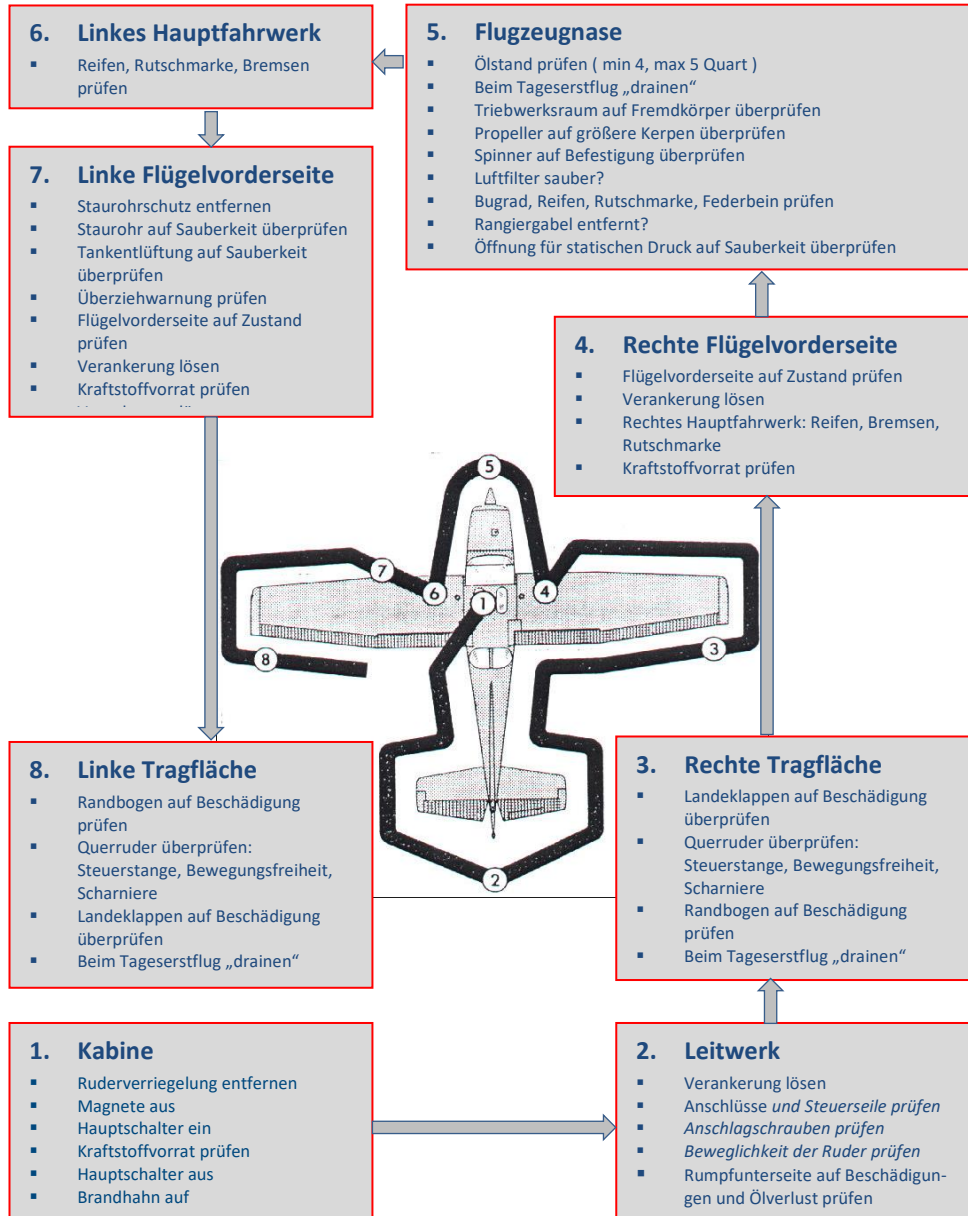 6. Linkes Hauptfahrwerk
▪ Reifen, Rutschmarke, Bremsen
prüfen
5. Flugzeugnase
▪ Ölstand prüfen ( min 4, max 5 Quart )
▪ Beim Tageserstflug „drainen“
▪ Triebwerksraum auf Fremdkörper überprüfen
▪ Propeller auf größere Kerpen überprüfen
▪ Spinner auf Befestigung überprüfen
▪ Luftfilter sauber?
▪ Bugrad, Reifen, Rutschmarke, Federbein prüfen
▪ Rangiergabel entfernt?
▪ Öffnung für statischen Druck auf Sauberkeit überprüfen
7. Linke Flügelvorderseite
▪ Staurohrschutz entfernen
▪ Staurohr auf Sauberkeit überprüfen
▪ Tankentlüftung auf Sauberkeit
überprüfen
▪ Überziehwarnung prüfen
▪ Flügelvorderseite auf Zustand
prüfen
▪ Verankerung lösen
▪ Kraftstoffvorrat prüfen
4. Rechte Flügelvorderseite
▪ Flügelvorderseite auf Zustand prüfen
▪ Verankerung lösen
▪ Rechtes Hauptfahrwerk: Reifen, Bremsen,
Rutschmarke
▪ Kraftstoffvorrat prüfen
5
7
6
1
4
8
3
2
8. Linke Tragfläche
▪ Randbogen auf Beschädigung
prüfen
▪ Querruder überprüfen:
Steuerstange, Bewegungsfreiheit,
Scharniere
▪ Landeklappen auf Beschädigung
überprüfen
▪ Beim Tageserstflug „drainen“
3. Rechte Tragfläche
▪ Landeklappen auf Beschädigung
überprüfen
▪ Querruder überprüfen:
Steuerstange, Bewegungsfreiheit,
Scharniere
▪ Randbogen auf Beschädigung
prüfen
▪ Beim Tageserstflug „drainen“
1. Kabine
▪ Ruderverriegelung entfernen
▪ Magnete aus
▪ Hauptschalter ein
▪ Kraftstoffvorrat prüfen
▪ Hauptschalter aus
▪ Brandhahn auf
2. Leitwerk
▪ Verankerung lösen
▪ Anschlüsse und Steuerseile prüfen
▪ Anschlagschrauben prüfen
▪ Beweglichkeit der Ruder prüfen
▪ Rumpfunterseite auf Beschädigun-
gen und Ölverlust prüfen